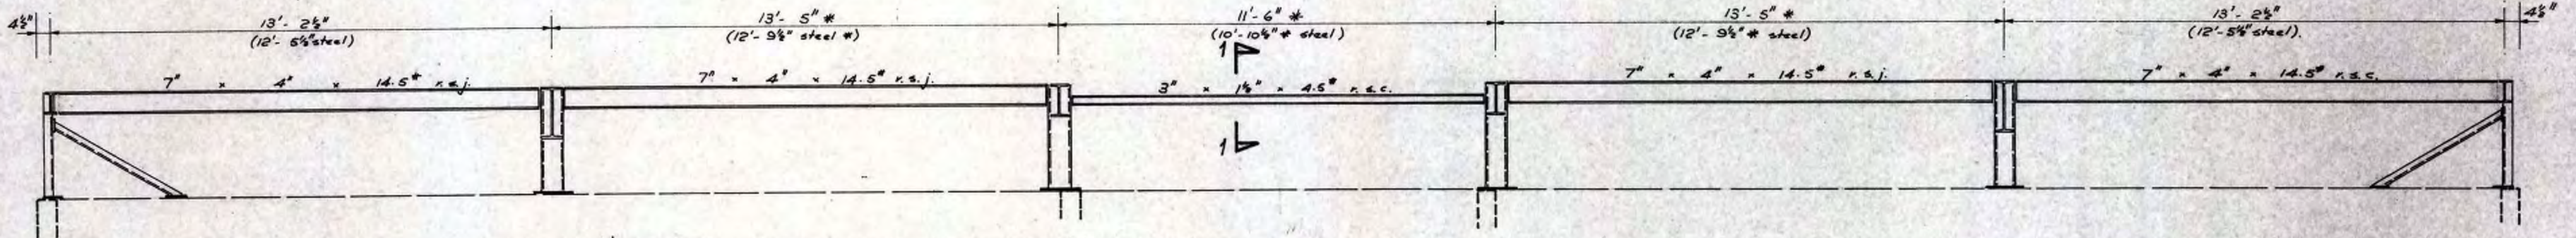 4½" 13'- 2½" 13'- 5" * 11'- 6" * 13'- 5" * 13'- 2½" 4½"
(12'- 5½" steel) (12'- 9½" steel *) (10'- 10½" * steel) (12'- 9½" * steel) (12'- 5½" steel).
1
7" x 4" x 14.5# r.s.j. 7" x 4" x 14.5# r.s.j. 3" x 1½" x 4.5# r.s.c. 7" x 4" x 14.5# r.s.j. 7" x 4" x 14.5# r.s.c.
1